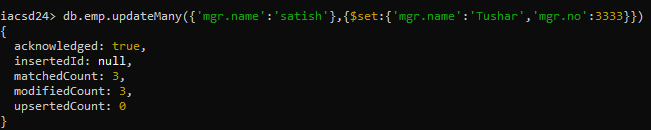 iacsd24> db.emp.updateMany({'mgr.name':'satish'},{$set:{'mgr.name':'Tushar','mgr.no':3333}})
{
  acknowledged: true,
  insertedId: null,
  matchedCount: 3,
  modifiedCount: 3,
  upsertedCount: 0
}